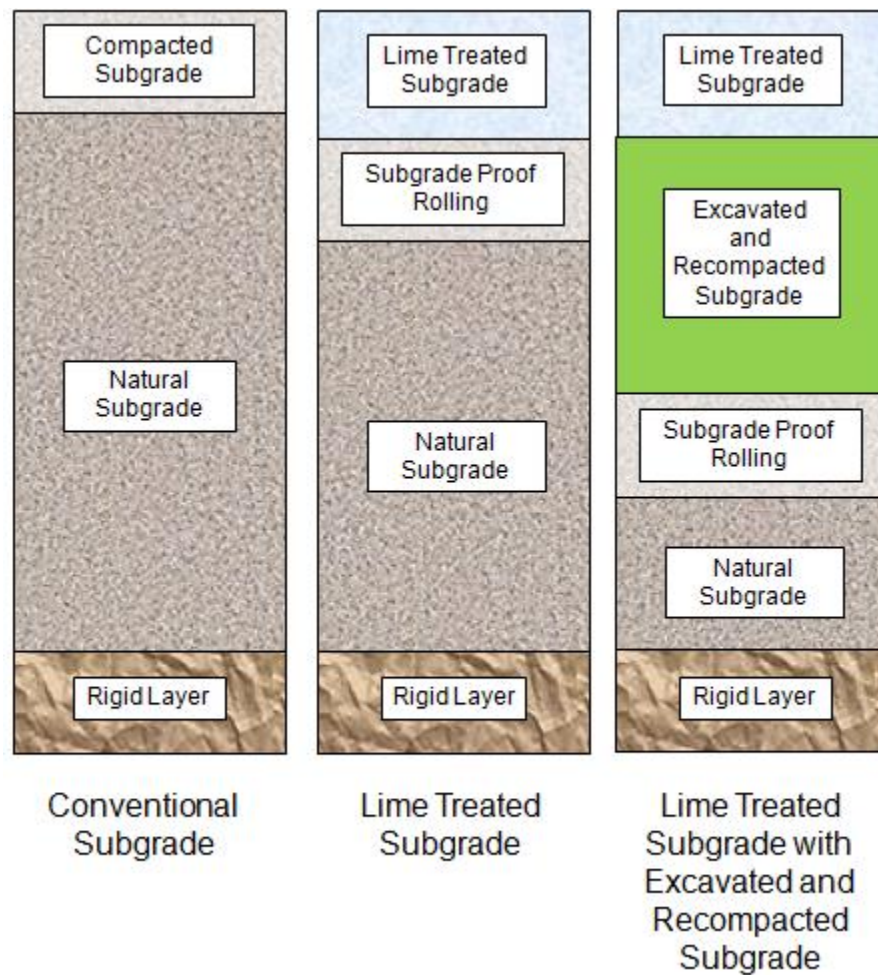 Compacted
Subgrade
Natural
Subgrade
Rigid Layer
Conventional
Subgrade
Lime Treated
Subgrade
Subgrade Proof
Rolling
Natural
Subgrade
Rigid Layer
Lime Treated
Subgrade
Lime Treated
Subgrade
Excavated
and
Recompacted
Subgrade
Subgrade Proof
Rolling
Natural
Subgrade
Rigid Layer
Lime Treated
Subgrade with
Excavated and
Recompacted
Subgrade